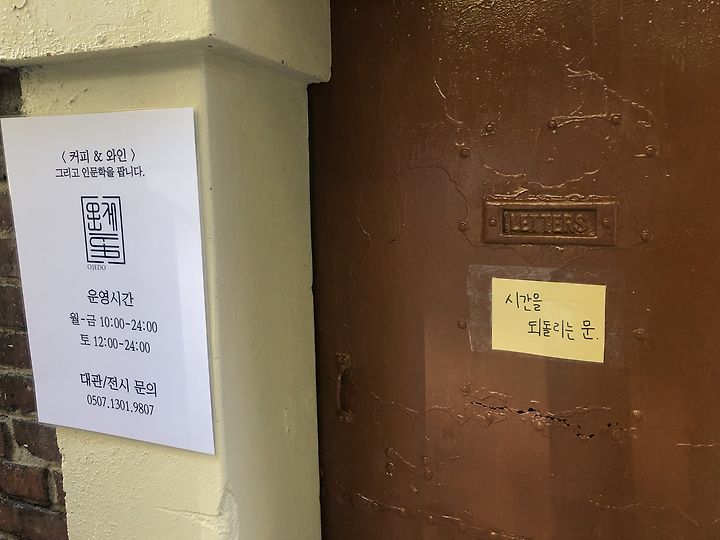 〈 커피 & 와인 〉
그리고 인문학을 팝니다.
오제도
OJEDO
운영시간
월-금 10:00-24:00
토 12:00-24:00
대관/전시 문의
0507.1301.9807
LETTERS
시간을
되돌리는 문.